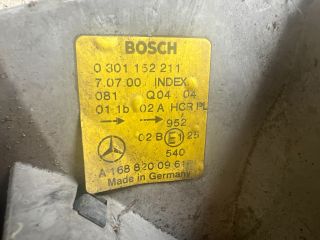 BOSCH
0 301 152 211
7.07.00 INDEX
081 Q04 04
01 1b 02 A HCR PL
952
02 B E1 25
540
A 168 820 09 61
Made in Germany